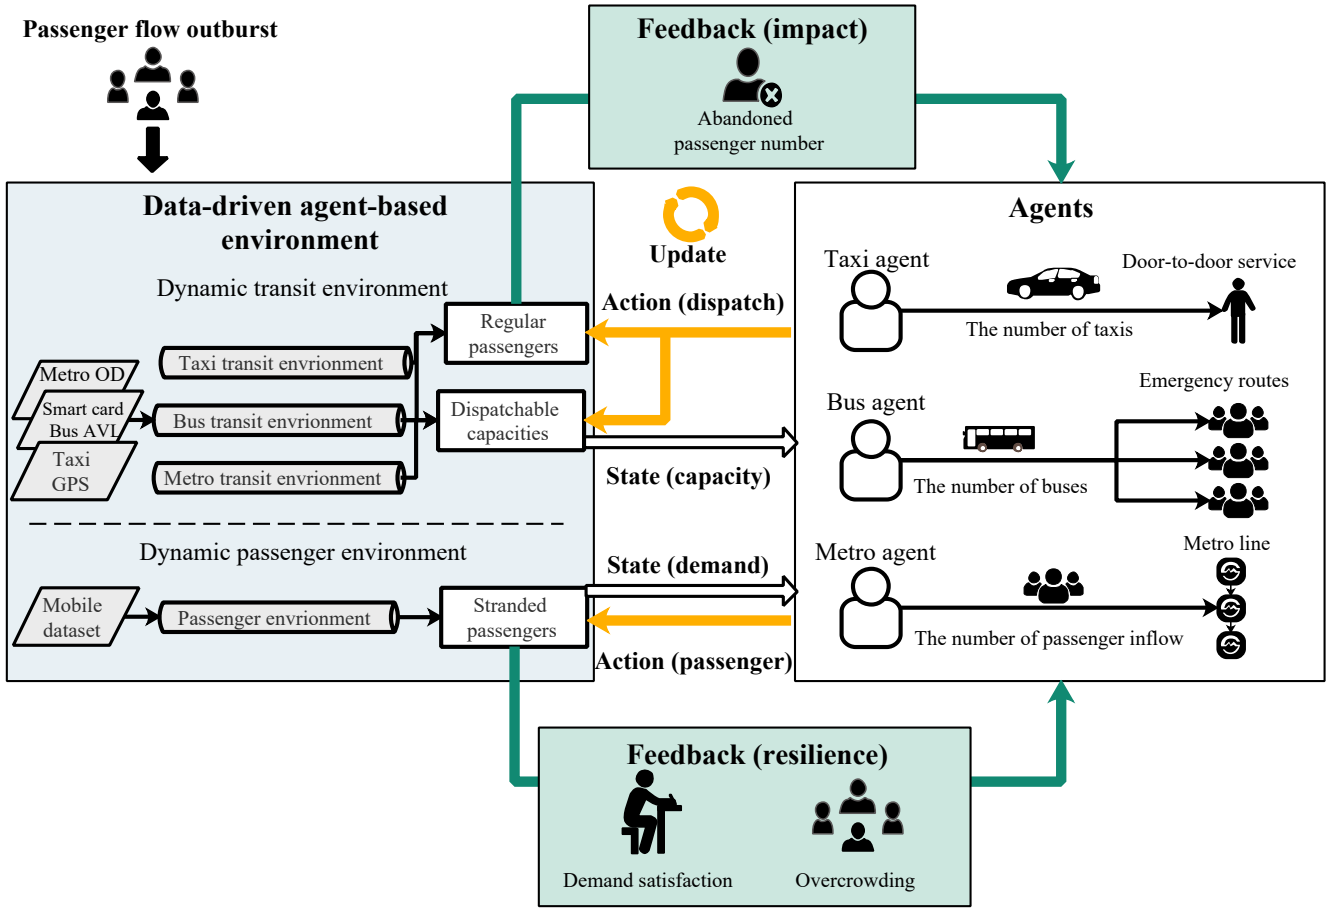 Passenger flow outburst
Feedback (impact)
Abandoned
passenger number
Data-driven agent-based
environment
Dynamic transit environment
Metro OD
Smart card
Bus AVL
Taxi
GPS
Taxi transit envrionment
Bus transit envrionment
Metro transit envrionment
Regular
passengers
Dispatchable
capacities
Dynamic passenger environment
Mobile
dataset
Passenger envrionment
Stranded
passengers
Update
Action (dispatch)
State (capacity)
State (demand)
Action (passenger)
Agents
Taxi agent
Door-to-door service
The number of taxis
Emergency routes
Bus agent
The number of buses
Metro agent
Metro line
The number of passenger inflow
Feedback (resilience)
Demand satisfaction
Overcrowding